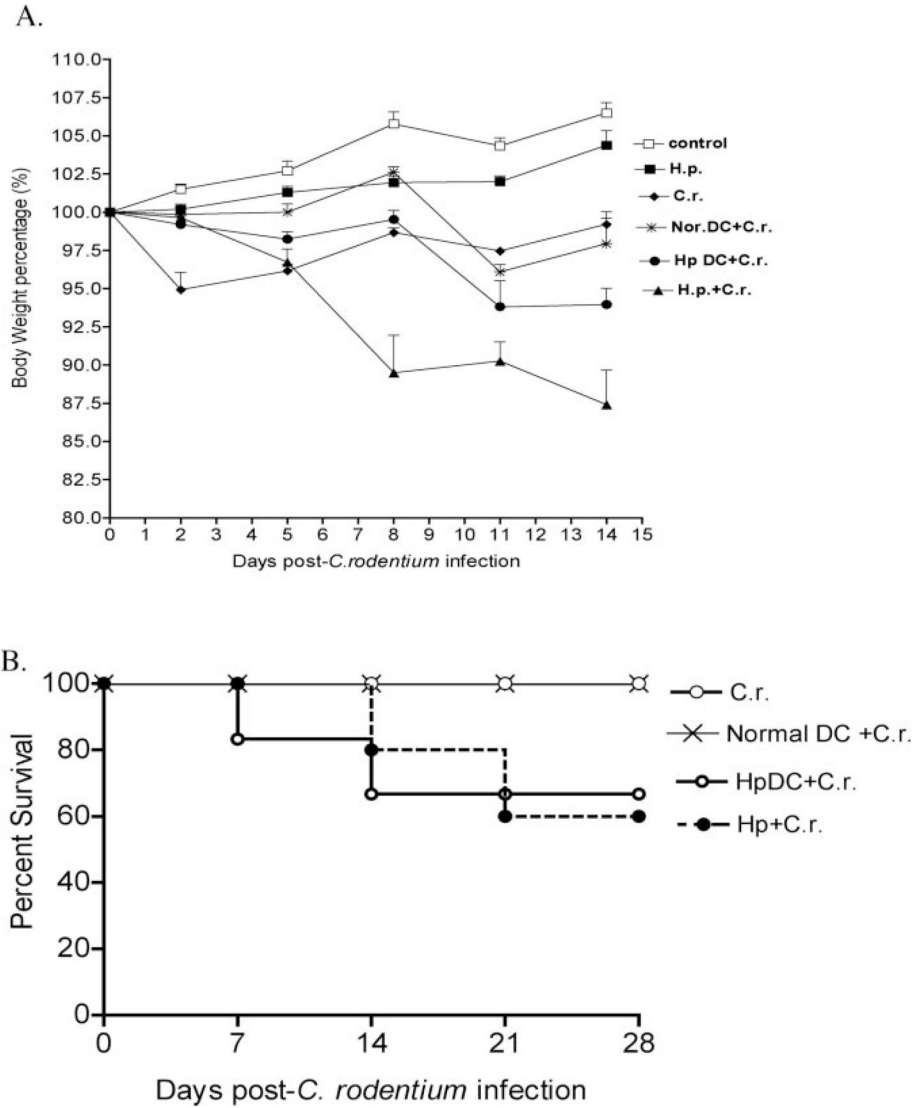 A.
110.0
107.5
105.0
102.5
100.0
97.5
95.0
92.5
90.0
87.5
85.0
82.5
80.0
Body Weight percentage (%)
0 1 2 3 4 5 6 7 8 9 10 11 12 13 14 15
Days post-C.rodentium infection
control
H.p.
C.r.
Nor.DC+C.r.
Hp DC+C.r.
H.p.+C.r.
B.
100
80
60
40
20
0
Percent Survival
0 7 14 21 28
Days post-C. rodentium infection
C.r.
Normal DC +C.r.
HpDC+C.r.
Hp+C.r.